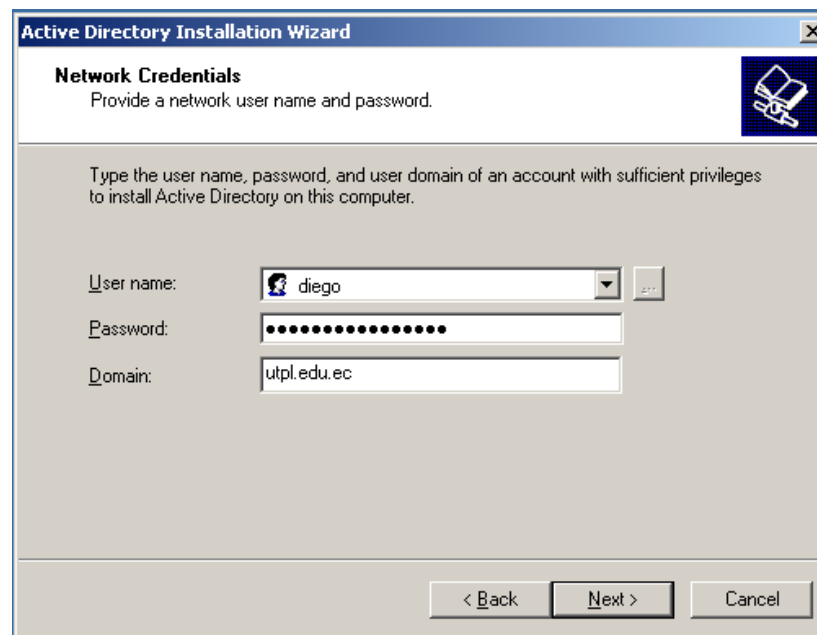 Active Directory Installation Wizard
Network Credentials
Provide a network user name and password.
Type the user name, password, and user domain of an account with sufficient privileges
to install Active Directory on this computer.
User name:
diego
...
Password:
●●●●●●●●●●●●●●●●
Domain:
utpl.edu.ec
< Back
Next >
Cancel